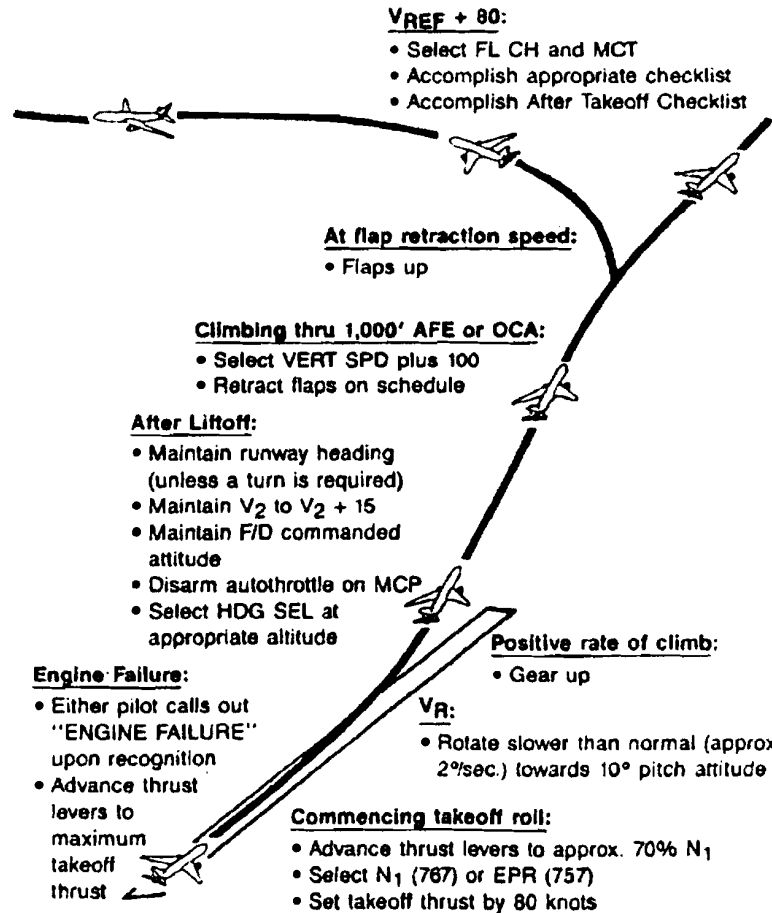 VREF + 80:
• Select FL CH and MCT
• Accomplish appropriate checklist
• Accomplish After Takeoff Checklist
At flap retraction speed:
• Flaps up
Climbing thru 1,000' AFE or OCA:
• Select VERT SPD plus 100
• Retract flaps on schedule
After Liftoff:
• Maintain runway heading
(unless a turn is required)
• Maintain V2 to V2 + 15
• Maintain F/D commanded
attitude
• Disarm autothrottle on MCP
• Select HDG SEL at
appropriate altitude
Positive rate of climb:
• Gear up
Engine Failure:
• Either pilot calls out
"ENGINE FAILURE"
upon recognition
• Advance thrust
levers to
maximum
takeoff
thrust
VR:
• Rotate slower than normal (approx
2°/sec.) towards 10° pitch attitude
Commencing takeoff roll:
• Advance thrust levers to approx. 70% N1
• Select N1 (767) or EPR (757)
• Set takeoff thrust by 80 knots